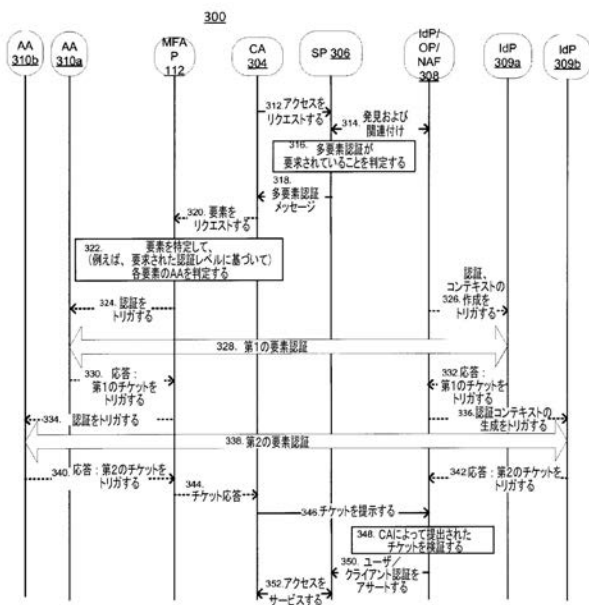 300
AA
310b
AA
310a
MFA
P
112
CA
304
SP 306
IdP/
OP/
NAF
308
IdP
309a
IdP
309b
312.アクセスを
リクエストする
314. 発見および
関連付け
316. 多要素認証が
要求されていることを判定する
318.
多要素認証
メッセージ
320. 要素を
リクエストする
322. 要素を特定して、
(例えば、要求された認証レベルに基づいて)
各要素のAAを判定する
324. 認証を
トリガする
認証、
コンテキストの
326. 作成を
トリガする
328. 第1の要素認証
330. 応答:
第1のチケットを
トリガする
332 応答:
第1のチケットを
トリガする
334. 認証をトリガする
336.認証コンテキストの
生成をトリガする
338.第2の要素認証
340. 応答:第2のチケットを
トリガする
342 応答:第2のチケットを
トリガする
344.
チケット応答
346.チケットを提示する
348. CAによって提出された
チケットを検証する
350. ユーザ/
クライアント認証を
アサートする
352.アクセスを
サービスする